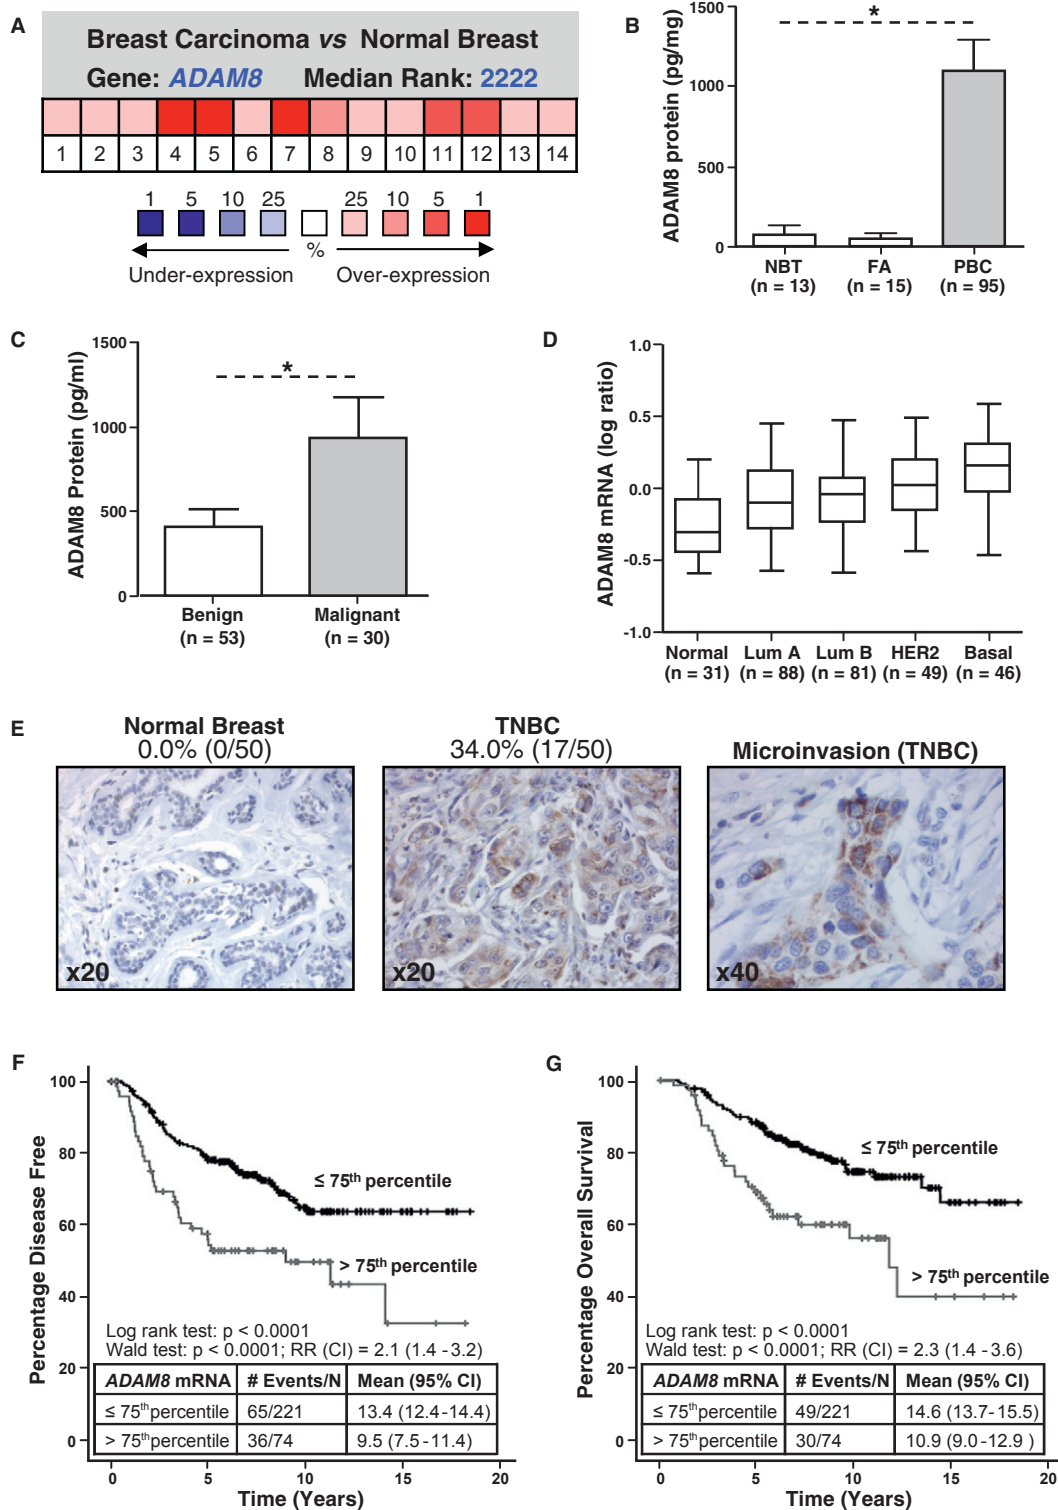 A
Breast Carcinoma vs Normal Breast
Gene: ADAM8 Median Rank: 2222
1 2 3 4 5 6 7 8 9 10 11 12 13 14
1 5 10 25 25 10 5 1
%
Under-expression Over-expression
B
ADAM8 protein (pg/mg)
1500
1000
500
0
*
NBT FA PBC
(n = 13) (n = 15) (n = 95)
C
ADAM8 Protein (pg/ml)
1500
1000
500
0
*
Benign Malignant
(n = 53) (n = 30)
D
ADAM8 mRNA (log ratio)
1.0
0.5
0.0
-0.5
-1.0
Normal Lum A Lum B HER2 Basal
(n = 31) (n = 88) (n = 81) (n = 49) (n = 46)
E
Normal Breast
0.0% (0/50)
x20
TNBC
34.0% (17/50)
x20
Microinvasion (TNBC)
x40
F
Percentage Disease Free
100
80
60
40
20
0
≤ 75th percentile
> 75th percentile
Log rank test: p < 0.0001
Wald test: p < 0.0001; RR (CI) = 2.1 (1.4 - 3.2)
ADAM8 mRNA # Events/N Mean (95% CI)
≤ 75th percentile 65/221 13.4 (12.4-14.4)
> 75th percentile 36/74 9.5 (7.5-11.4)
0 5 10 15 20
Time (Years)
G
Percentage Overall Survival
100
80
60
40
20
0
≤ 75th percentile
> 75th percentile
Log rank test: p < 0.0001
Wald test: p < 0.0001; RR (CI) = 2.3 (1.4 - 3.6)
ADAM8 mRNA # Events/N Mean (95% CI)
≤ 75th percentile 49/221 14.6 (13.7-15.5)
> 75th percentile 30/74 10.9 (9.0-12.9 )
0 5 10 15 20
Time (Years)